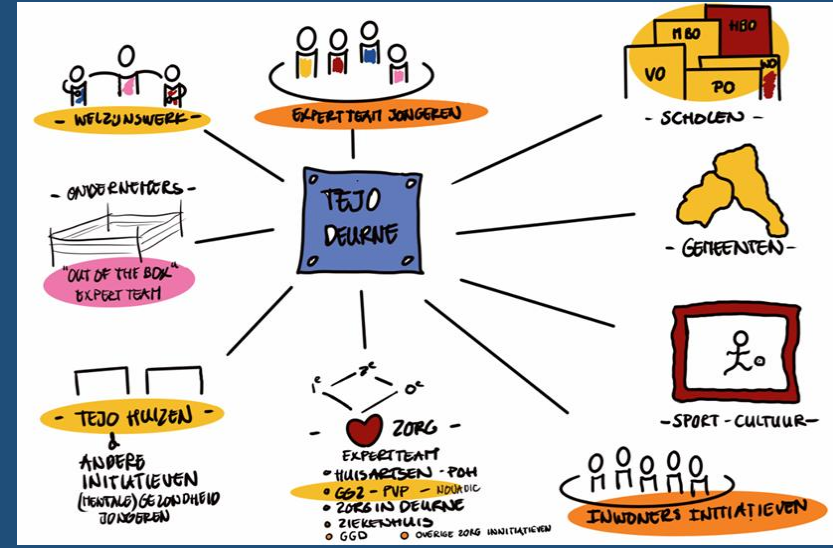 - WELZIJNSWERK -
EXPERTTEAM JONGEREN
MBO
HBO
VO
PO
WO
- SCHOLEN -
TEJO
DEURNE
- ONDERNEMERS -
"OUT OF THE BOX"
EXPERT TEAM
- GEMEENTEN -
- SPORT - CULTUUR -
- TEJO HUIZEN -
&
ANDERE
INITIATIEVEN
(MENTALE) GEZONDHEID
JONGEREN
1e
2e
0e
- ZORG -
EXPERTTEAM
• HUISARTSEN - POH
• GGZ - PVP - NOVADIC
• ZORG IN DEURNE
• ZIEKENHUIS
• GGD • OVERIGE ZORG INNITIATIEVEN
INWONERS INITIATIEVEN